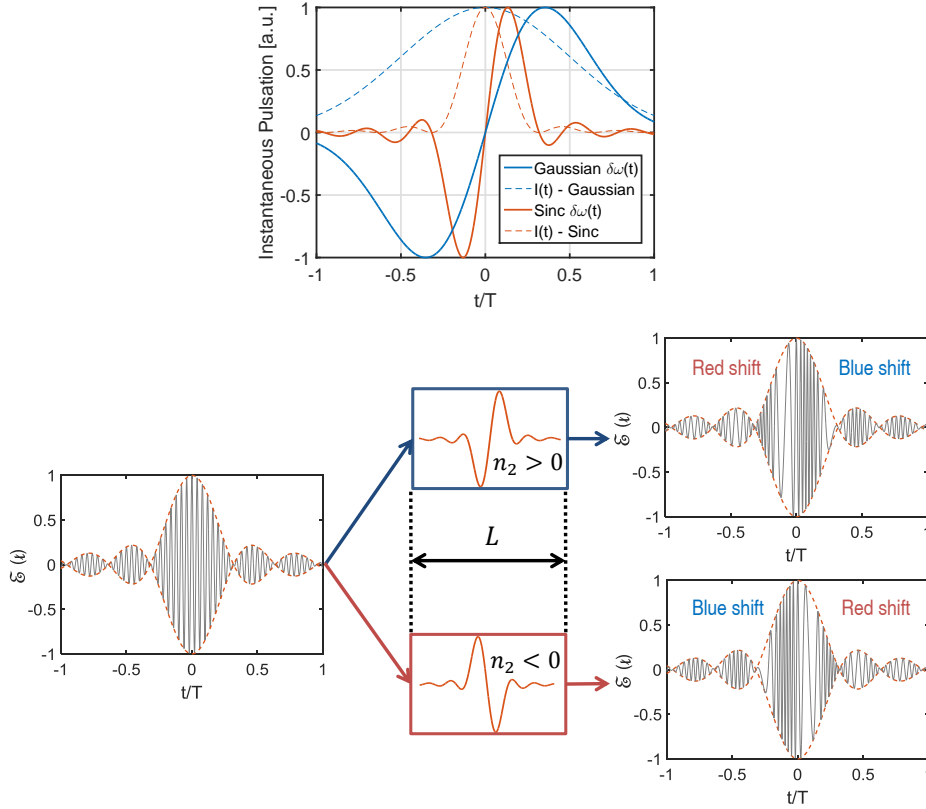 Instantaneous Pulsation [a.u.]
1
0.5
0
-0.5
-1
Gaussian δω(t)
I(t) - Gaussian
Sinc δω(t)
I(t) - Sinc
-1 -0.5 0 0.5 1
t/T
ℰ (t)
1
0.5
0
-0.5
-1
-1 -0.5 0 0.5 1
t/T
n₂ > 0
L
n₂ < 0
ℰ (t)
1
0.5
0
-0.5
-1
Red shift Blue shift
-1 -0.5 0 0.5 1
t/T
ℰ (t)
1
0.5
0
-0.5
-1
Blue shift Red shift
-1 -0.5 0 0.5 1
t/T